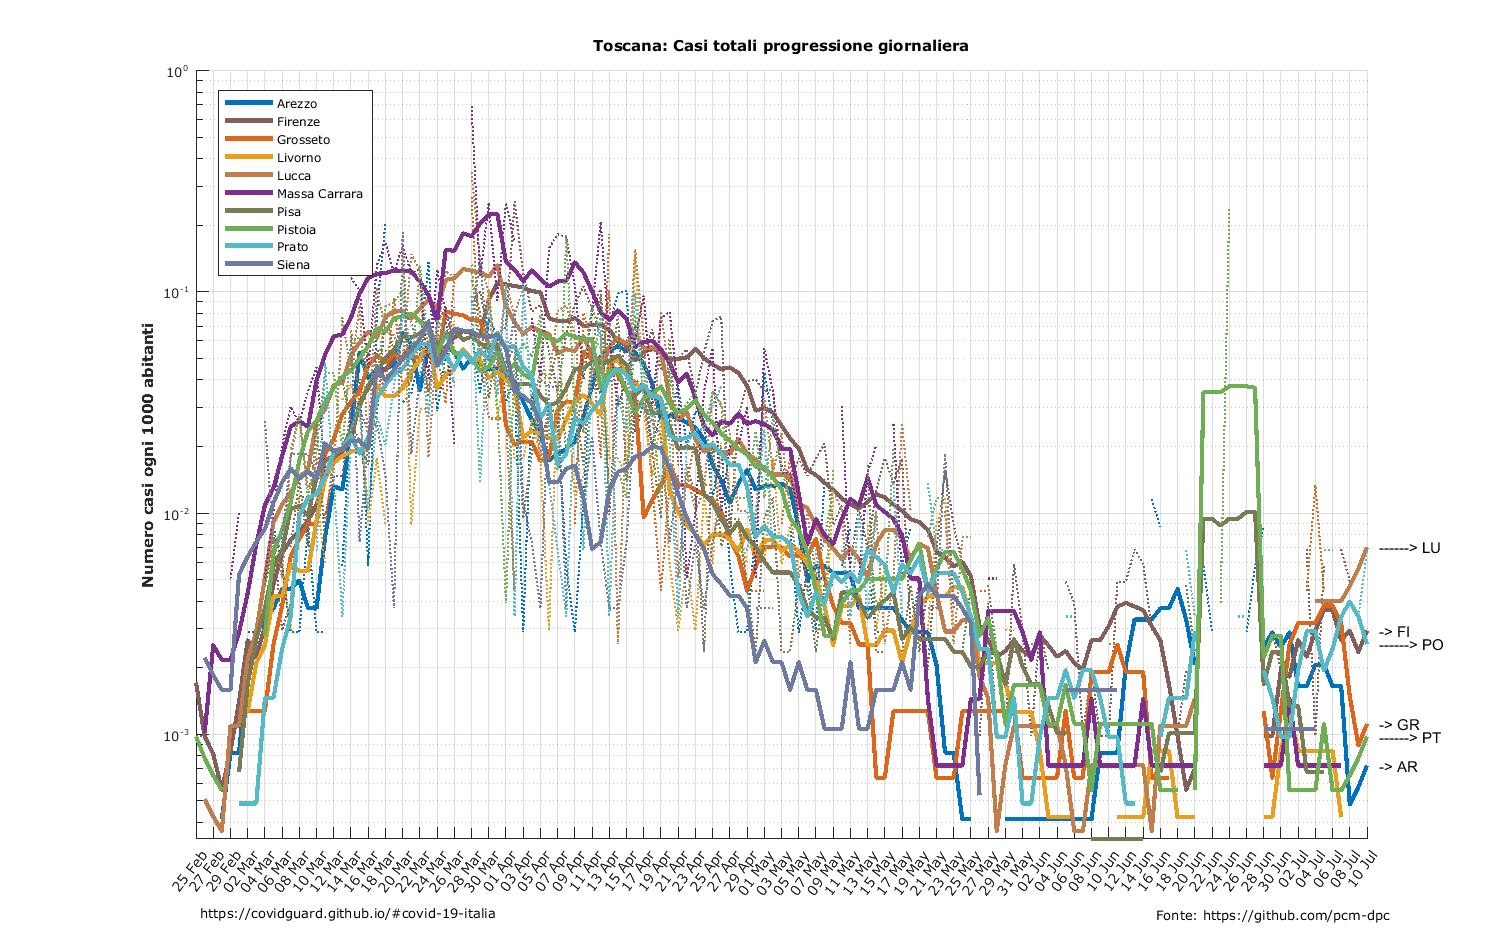 Toscana: Casi totali progressione giornaliera
Numero casi ogni 1000 abitanti
10^0
10^-1
10^-2
10^-3
Arezzo
Firenze
Grosseto
Livorno
Lucca
Massa Carrara
Pisa
Pistoia
Prato
Siena
------> LU
-> FI
------> PO
-> GR
------> PT
-> AR
25 Feb
27 Feb
29 Feb
02 Mar
04 Mar
06 Mar
08 Mar
10 Mar
12 Mar
14 Mar
16 Mar
18 Mar
20 Mar
22 Mar
24 Mar
26 Mar
28 Mar
30 Mar
01 Apr
03 Apr
05 Apr
07 Apr
09 Apr
11 Apr
13 Apr
15 Apr
17 Apr
19 Apr
21 Apr
23 Apr
25 Apr
27 Apr
29 Apr
01 May
03 May
05 May
07 May
09 May
11 May
13 May
15 May
17 May
19 May
21 May
23 May
25 May
27 May
29 May
31 May
02 Jun
04 Jun
06 Jun
08 Jun
10 Jun
12 Jun
14 Jun
16 Jun
18 Jun
20 Jun
22 Jun
24 Jun
26 Jun
28 Jun
30 Jun
02 Jul
04 Jul
06 Jul
08 Jul
10 Jul
https://covidguard.github.io/#covid-19-italia
Fonte: https://github.com/pcm-dpc